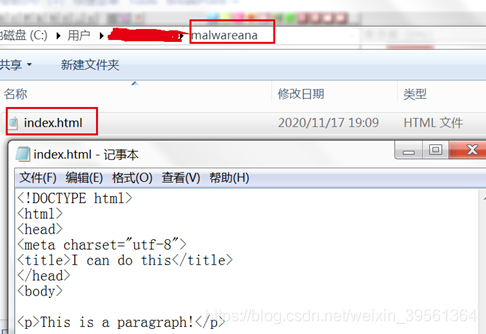 磁盘 (C:) ▸ 用户 ▸ ▸ malwareana
共享 ▾ 新建文件夹
名称 修改日期 类型
index.html 2020/11/17 19:09 HTML 文件
index.html - 记事本
文件(F) 编辑(E) 格式(O) 查看(V) 帮助(H)
<!DOCTYPE html>
<html>
<head>
<meta charset="utf-8">
<title>I can do this</title>
</head>
<body>
<p>This is a paragraph!</p>
https://blog.csdn.net/weixin_39561364